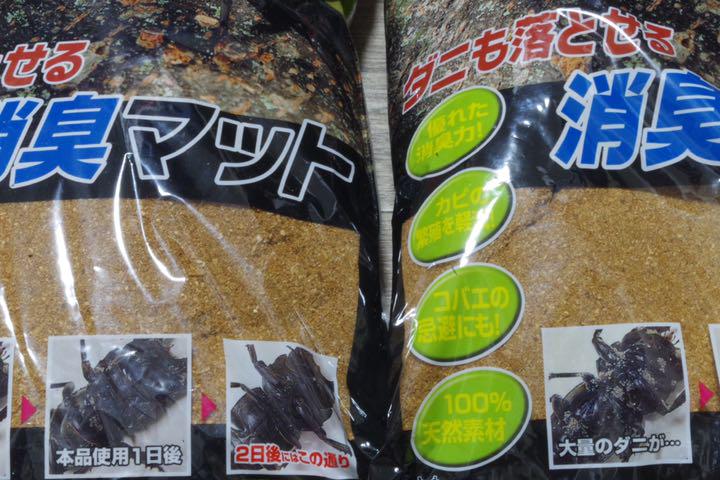 せる
消臭マット
本品使用1日後
2日後にはこの通り
ダニも落とせる
消臭
優れた
消臭力!
カビの
繁殖を軽減!
コバエの
忌避にも!
100%
天然素材
大量のダニが…